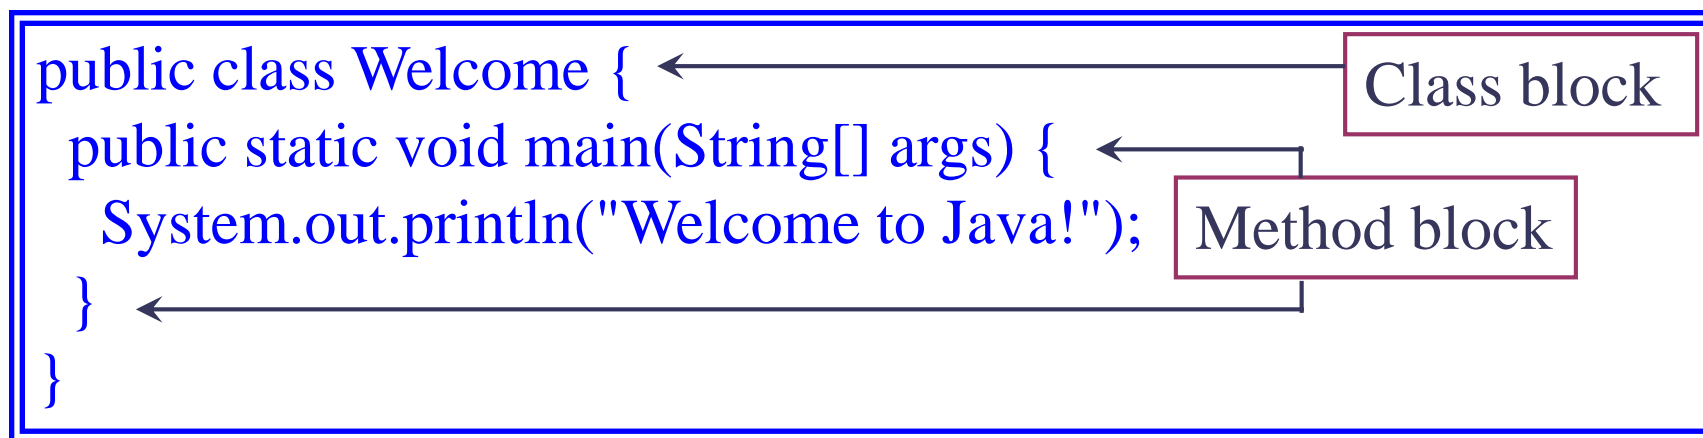 public class Welcome {
Class block
public static void main(String[] args) {
System.out.println("Welcome to Java!");
Method block
}
}